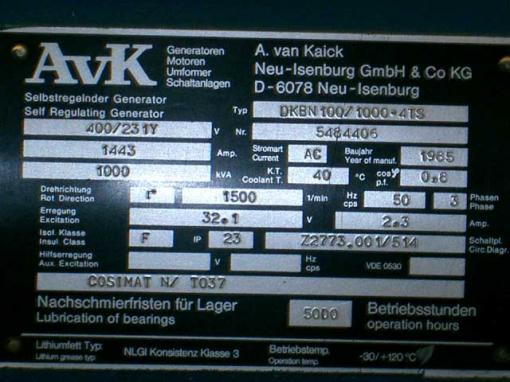 AvK
Generatoren
Motoren
Umformer
Schaltanlagen
A. van Kaick
Neu-Isenburg GmbH & Co KG
D-6078 Neu-Isenburg
Selbstregelnder Generator
Self Regulating Generator
Typ DKBN 100/1000-4TS
400/231Y V Nr. 5484406
1443 Amp. Stromart Current AC Baujahr Year of manuf. 1985
1000 kVA K.T. Coolant T. 40 °C cosφ p.f. 0.8
Drehrichtung Rot Direction r 1500 1/min Hz cps 50 3 Phasen Phase
Erregung Excitation 32.1 V 2.3 Amp.
Isol. Klasse Insul Class F IP 23 Z2773.001/514 Schaltpl. Circ. Diagr.
Hilfserregung Aux. Excitation V Hz cps VDE 0530
COSIMAT N/ T037
Nachschmierfristen für Lager
Lubrication of bearings
5000 Betriebsstunden
operation hours
Lithiumfett Typ:
Lithium grease typ:
NLGI Konsistenz Klasse 3
Betriebstemp.
Operation temp.
-30/+120°C